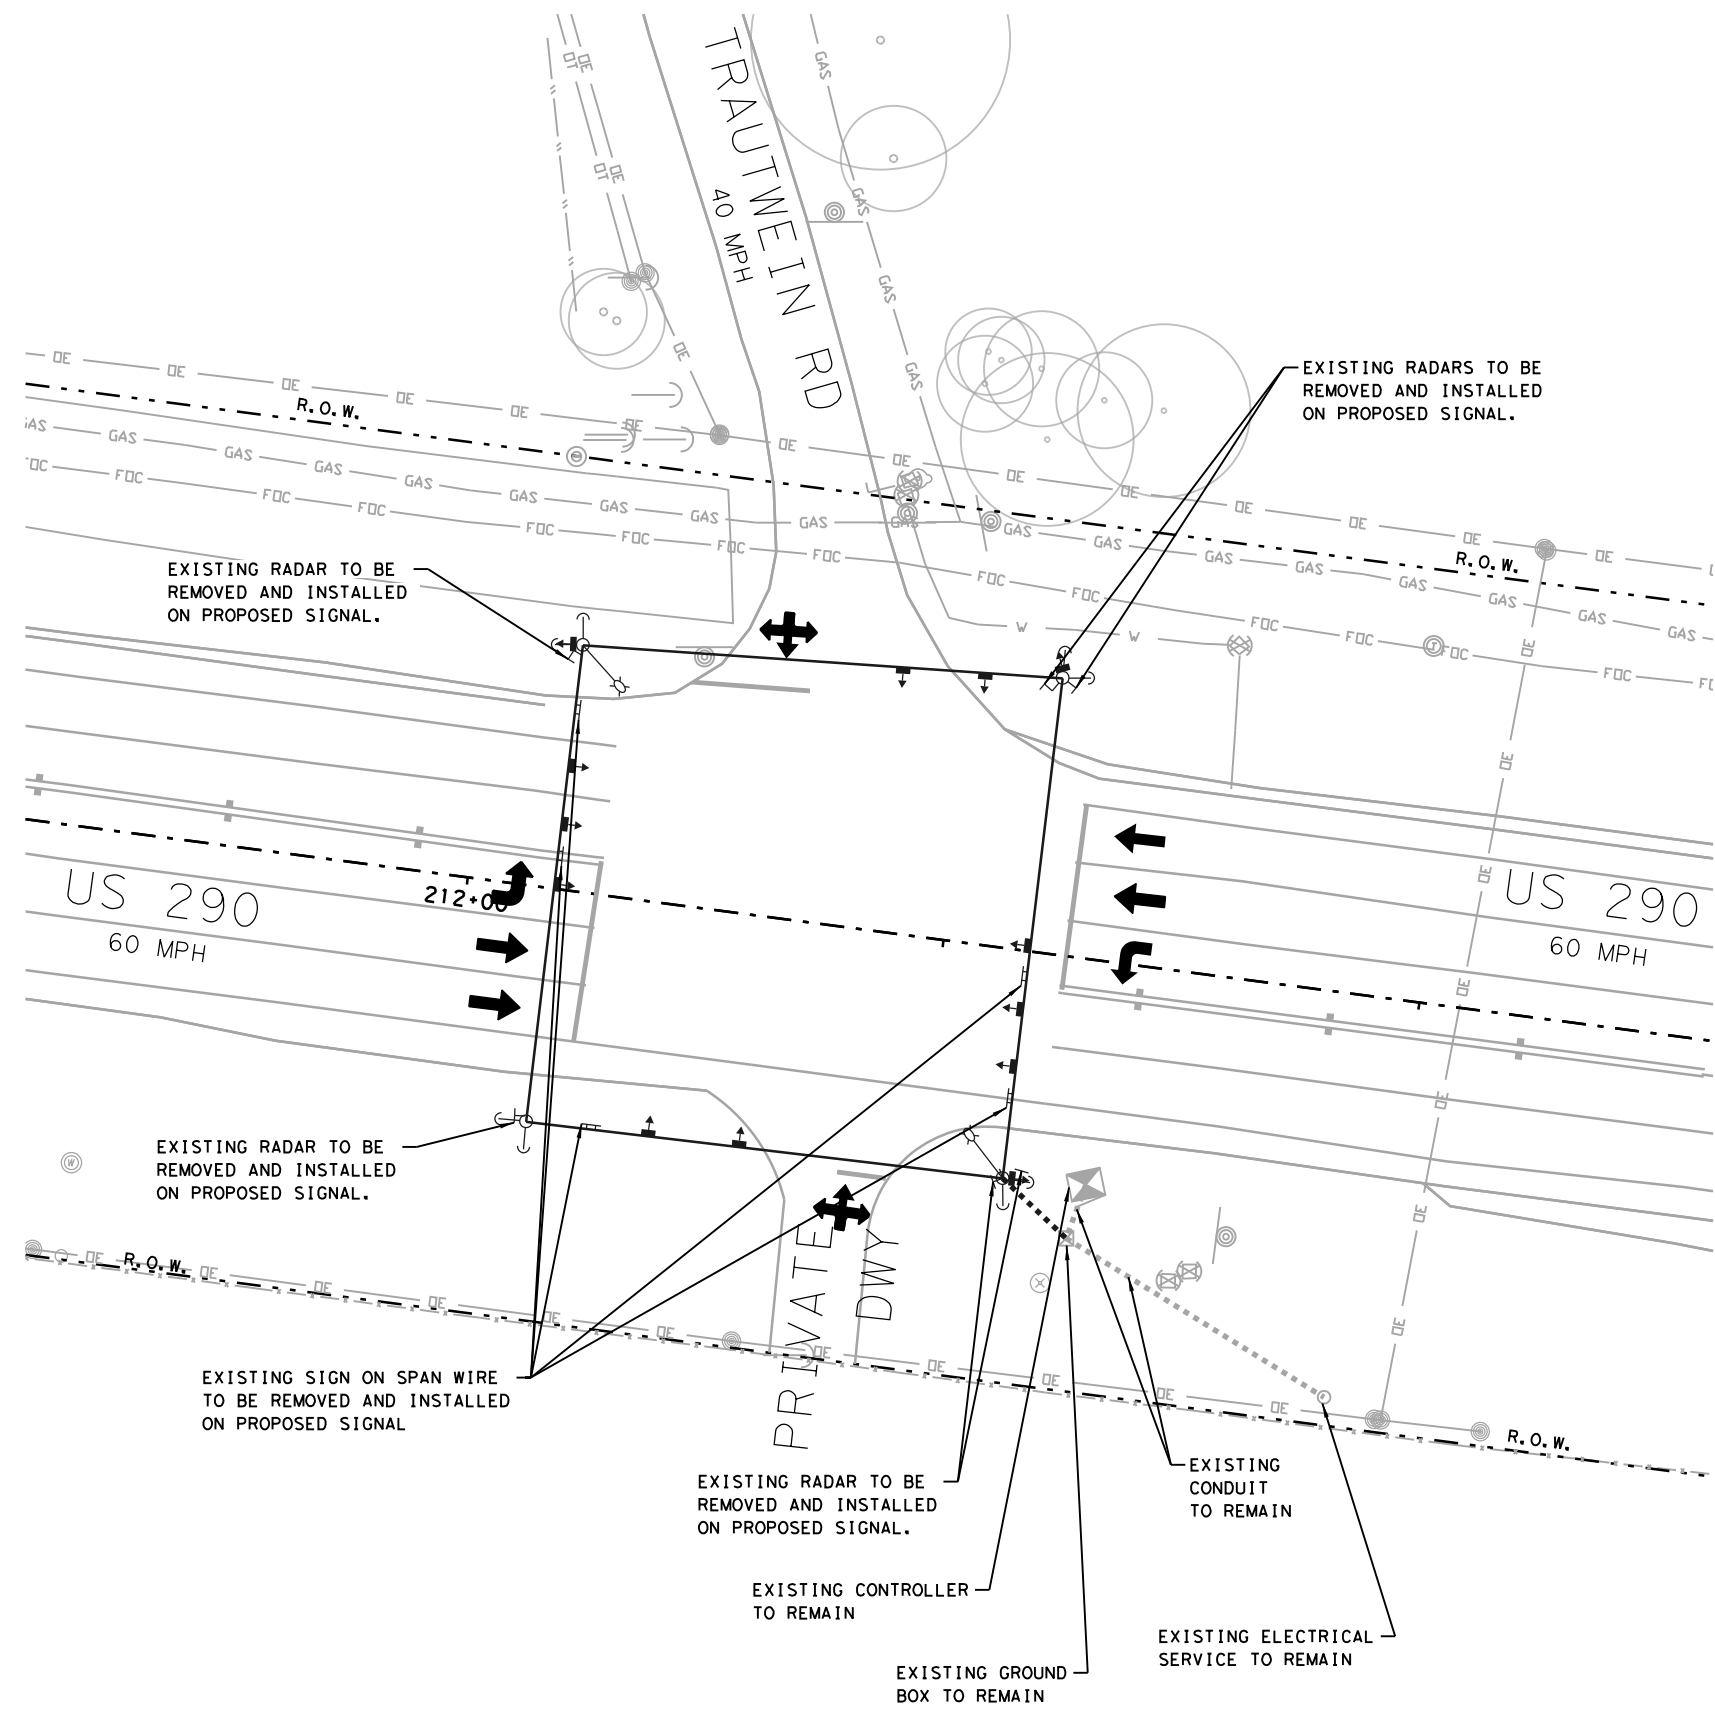 TRAUTWEIN RD
40 MPH
EXISTING RADARS TO BE
REMOVED AND INSTALLED
ON PROPOSED SIGNAL.
R.O.W.
R.O.W.
EXISTING RADAR TO BE
REMOVED AND INSTALLED
ON PROPOSED SIGNAL.
US 290
60 MPH
212+00
US 290
60 MPH
EXISTING RADAR TO BE
REMOVED AND INSTALLED
ON PROPOSED SIGNAL.
R.O.W.
PRIVATE
DWY
EXISTING SIGN ON SPAN WIRE
TO BE REMOVED AND INSTALLED
ON PROPOSED SIGNAL
R.O.W.
EXISTING RADAR TO BE
REMOVED AND INSTALLED
ON PROPOSED SIGNAL.
EXISTING
CONDUIT
TO REMAIN
EXISTING CONTROLLER
TO REMAIN
EXISTING ELECTRICAL
SERVICE TO REMAIN
EXISTING GROUND
BOX TO REMAIN